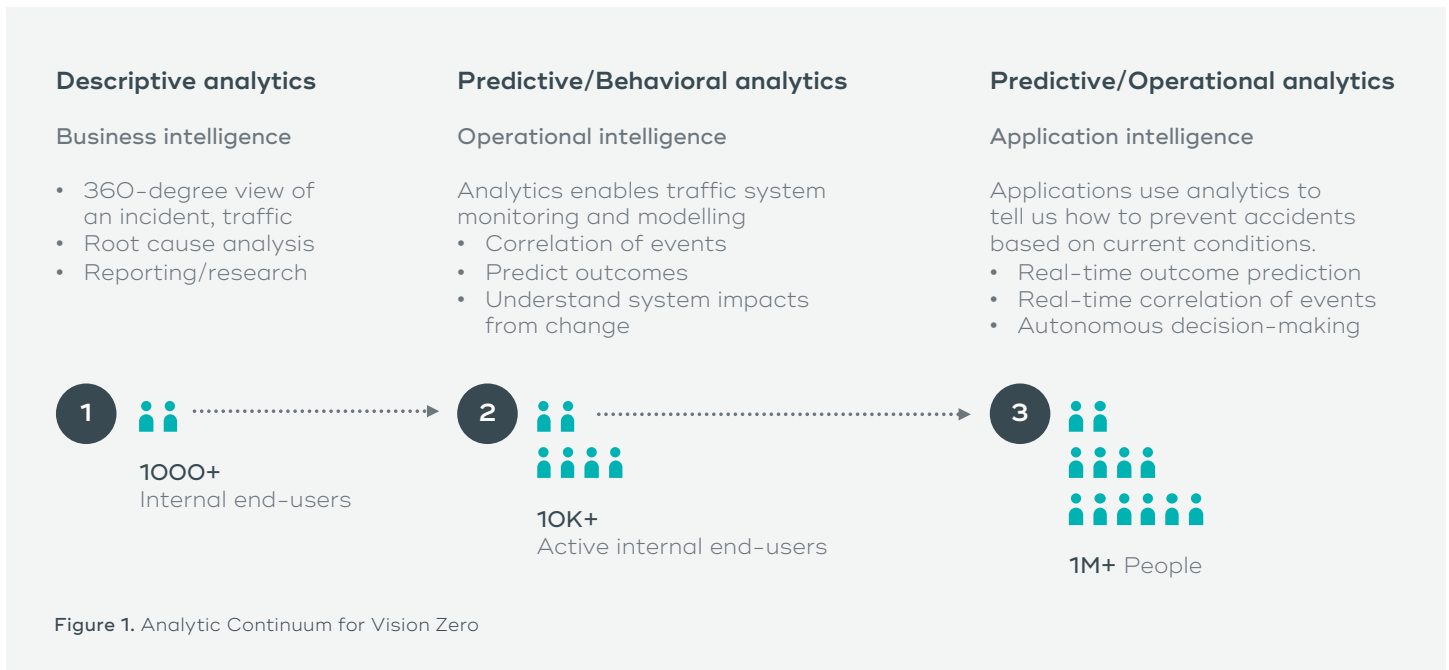 Descriptive analytics
Business intelligence
• 360-degree view of
an incident, traffic
• Root cause analysis
• Reporting/research
1
1000+
Internal end-users
Predictive/Behavioral analytics
Operational intelligence
Analytics enables traffic system
monitoring and modelling
• Correlation of events
• Predict outcomes
• Understand system impacts
from change
2
10K+
Active internal end-users
Predictive/Operational analytics
Application intelligence
Applications use analytics to
tell us how to prevent accidents
based on current conditions.
• Real-time outcome prediction
• Real-time correlation of events
• Autonomous decision-making
3
1M+ People
Figure 1. Analytic Continuum for Vision Zero